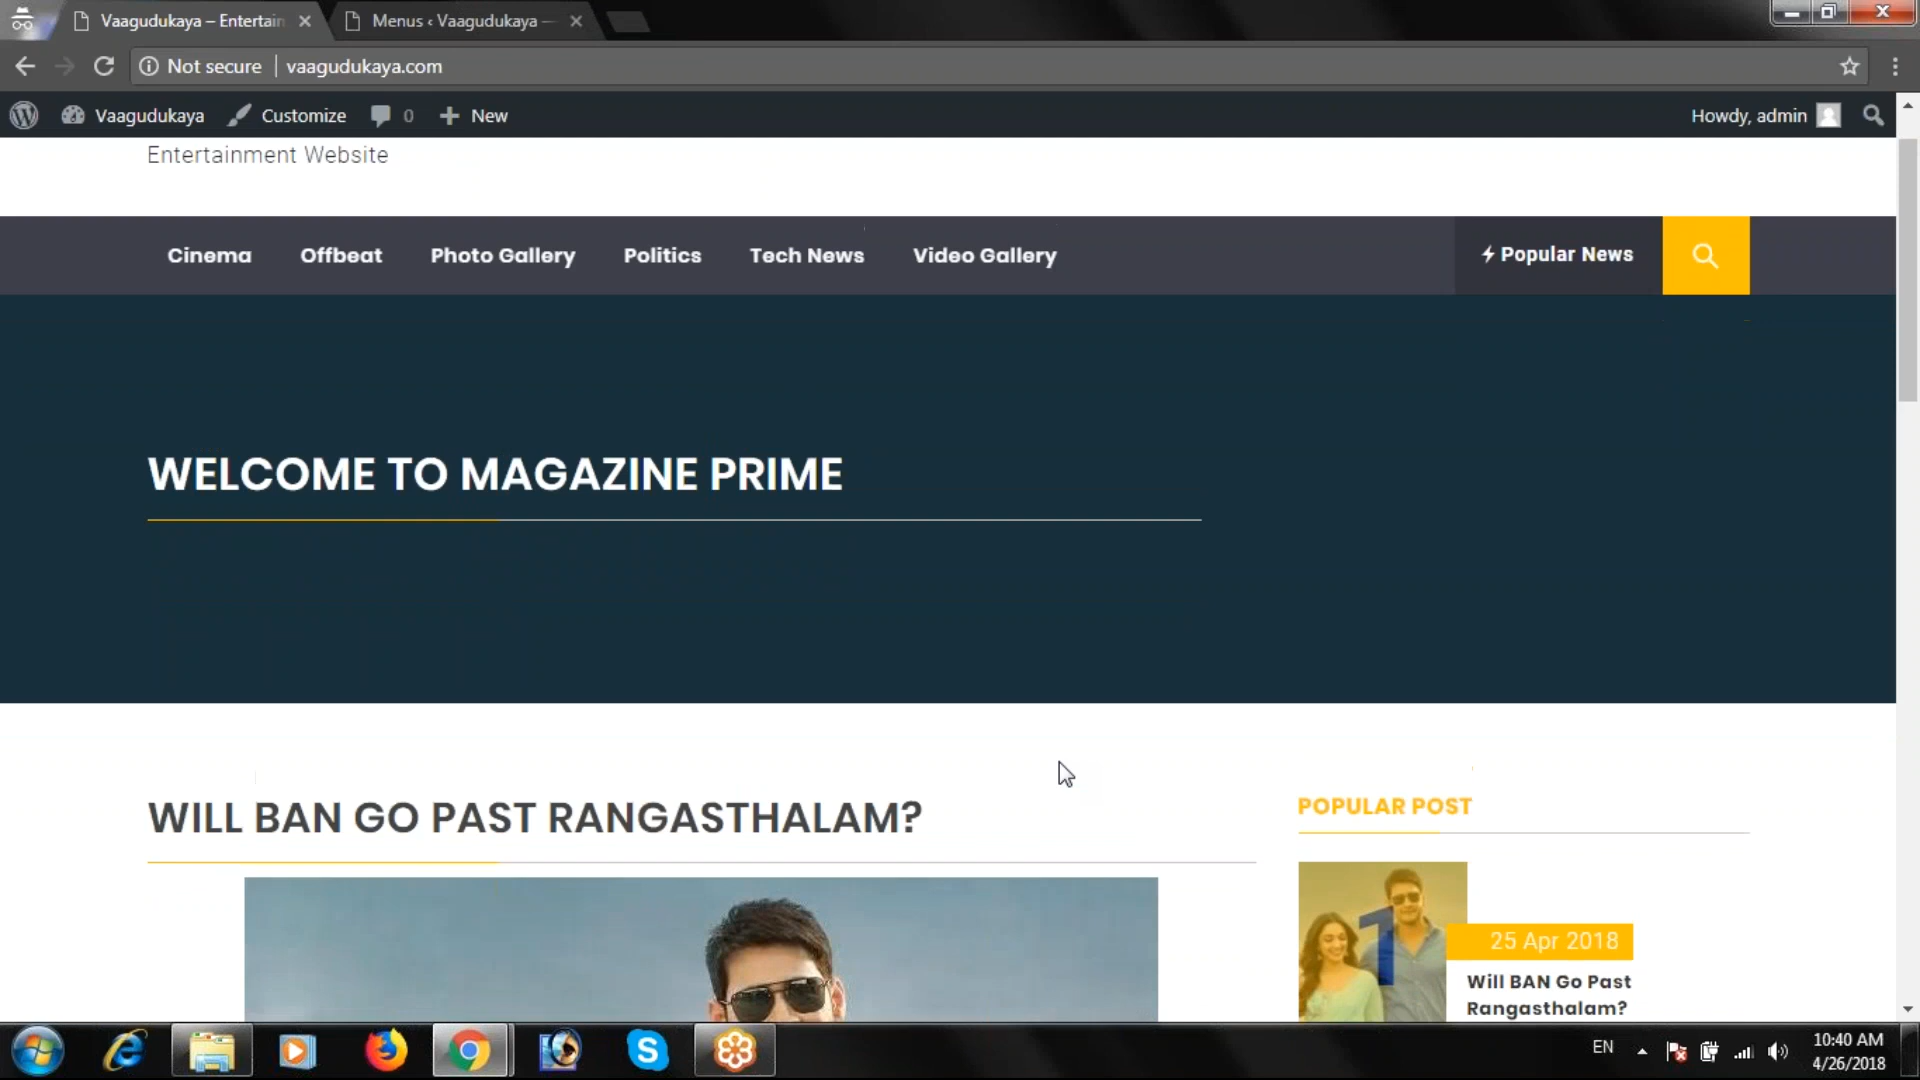 Vaagudukaya – Entertain
Menus ‹ Vaagudukaya —
Not secure
vaagudukaya.com
Vaagudukaya
Customize
0
New
Howdy, admin
Entertainment Website
Cinema
Offbeat
Photo Gallery
Politics
Tech News
Video Gallery
Popular News
WELCOME TO MAGAZINE PRIME
WILL BAN GO PAST RANGASTHALAM?
POPULAR POST
1
25 Apr 2018
Will BAN Go Past
Rangasthalam?
EN
10:40 AM
4/26/2018